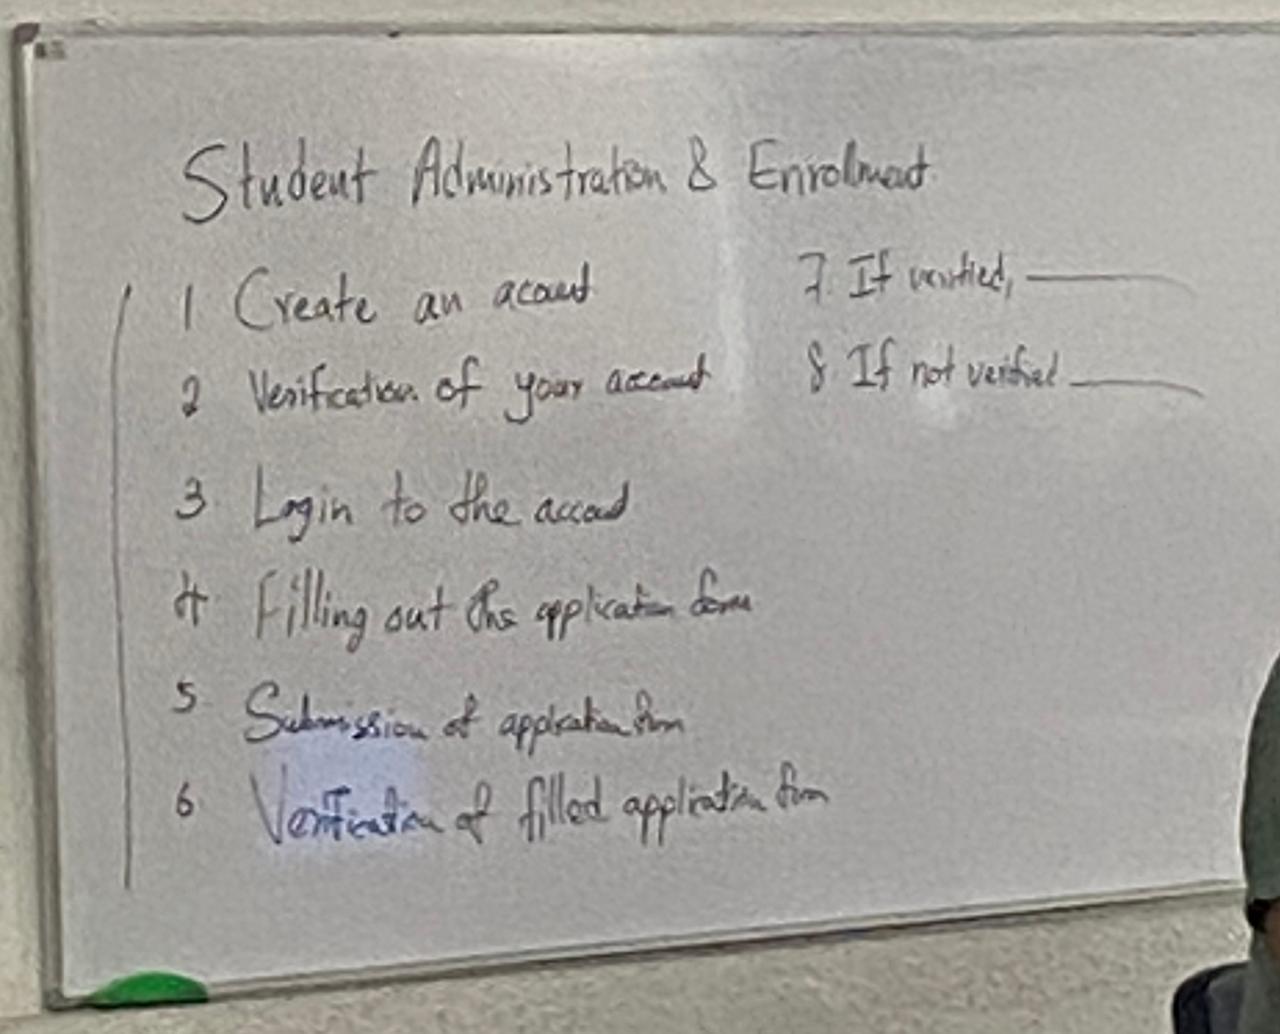 Student Administration & Enrollment
1 Create an acount
2 Verification of your account
3 Login to the account
4 Filling out the application form
5 Submission of application form
6 Verification of filled application form
7. If verified,
8 If not verified